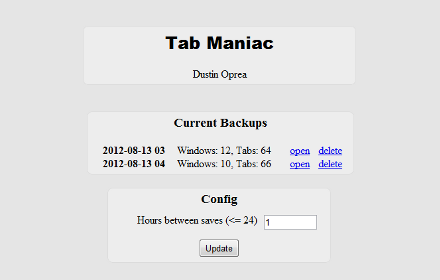 Tab Maniac
Dustin Oprea
Current Backups
2012-08-13 03 Windows: 12, Tabs: 64 open delete
2012-08-13 04 Windows: 10, Tabs: 66 open delete
Config
Hours between saves (<= 24) 1
Update